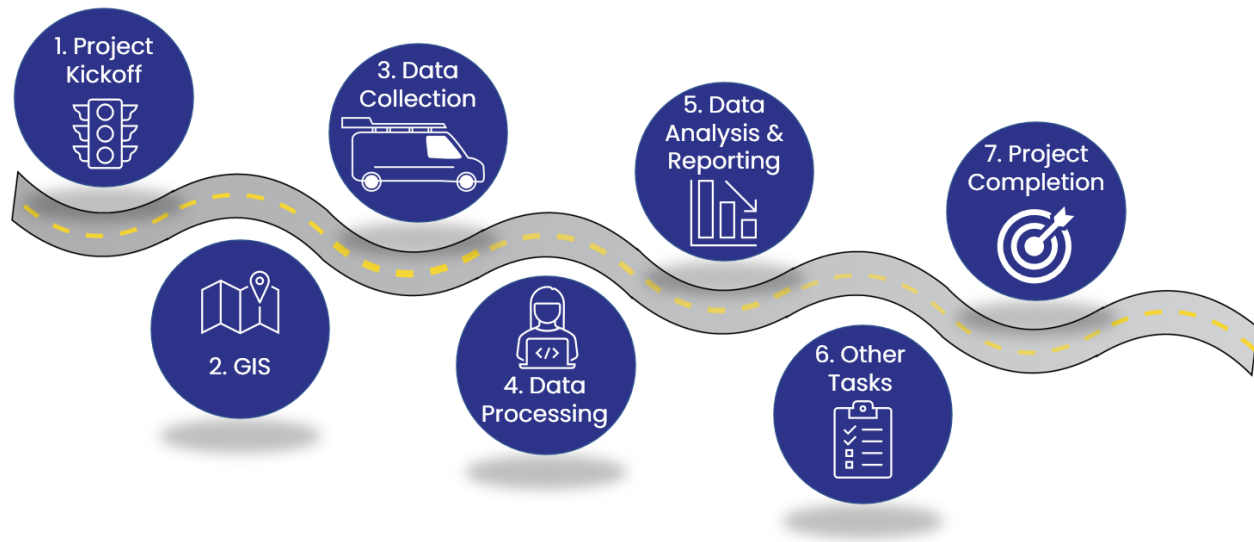 1. Project
Kickoff
2. GIS
3. Data
Collection
</>
4. Data
Processing
5. Data
Analysis &
Reporting
6. Other
Tasks
7. Project
Completion